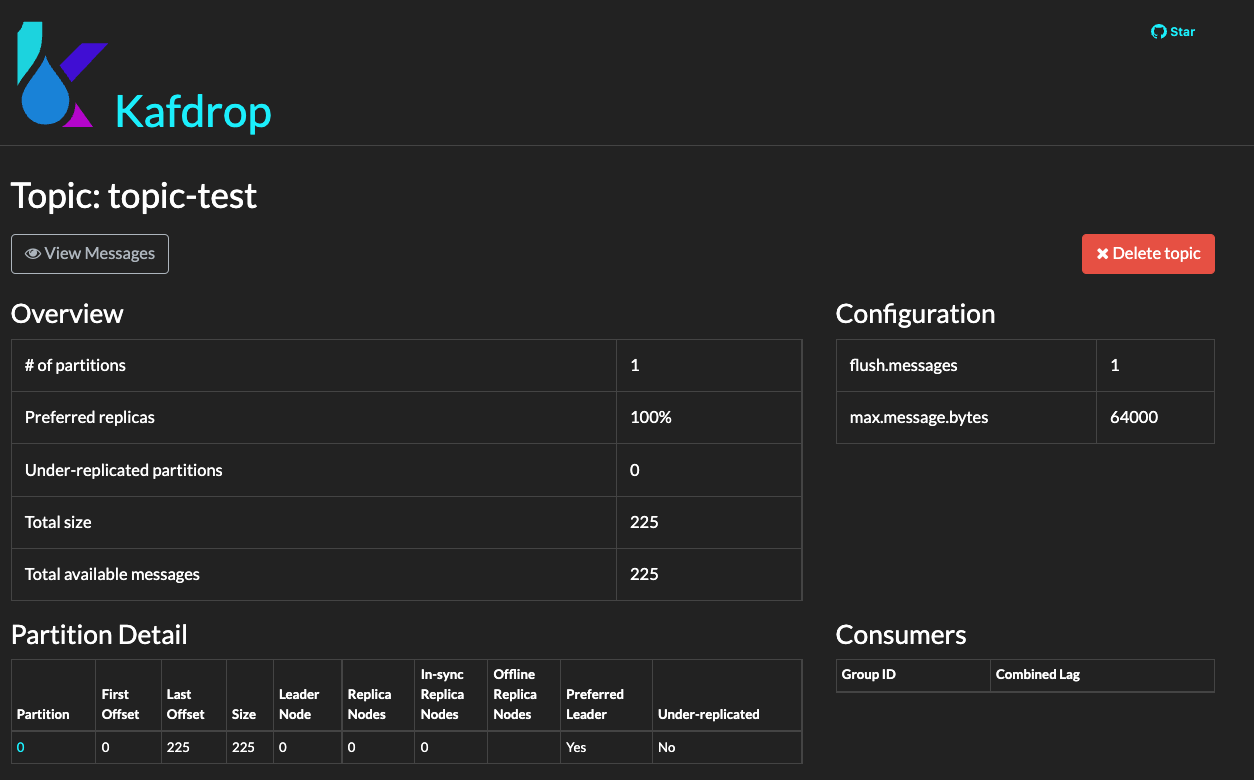 Star
Kafdrop
Topic: topic-test
View Messages
Delete topic
Overview
# of partitions 1
Preferred replicas 100%
Under-replicated partitions 0
Total size 225
Total available messages 225
Configuration
flush.messages 1
max.message.bytes 64000
Partition Detail
Partition First Offset Last Offset Size Leader Node Replica Nodes In-sync Replica Nodes Offline Replica Nodes Preferred Leader Under-replicated
0 0 225 225 0 0 0 Yes No
Consumers
Group ID Combined Lag